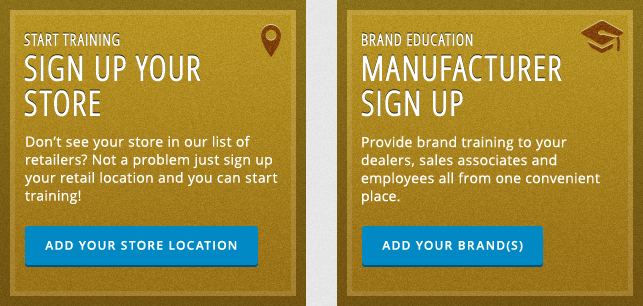 START TRAINING
SIGN UP YOUR
STORE
Don't see your store in our list of
retailers? Not a problem just sign up
your retail location and you can start
training!
ADD YOUR STORE LOCATION
BRAND EDUCATION
MANUFACTURER
SIGN UP
Provide brand training to your
dealers, sales associates and
employees all from one convenient
place.
ADD YOUR BRAND(S)